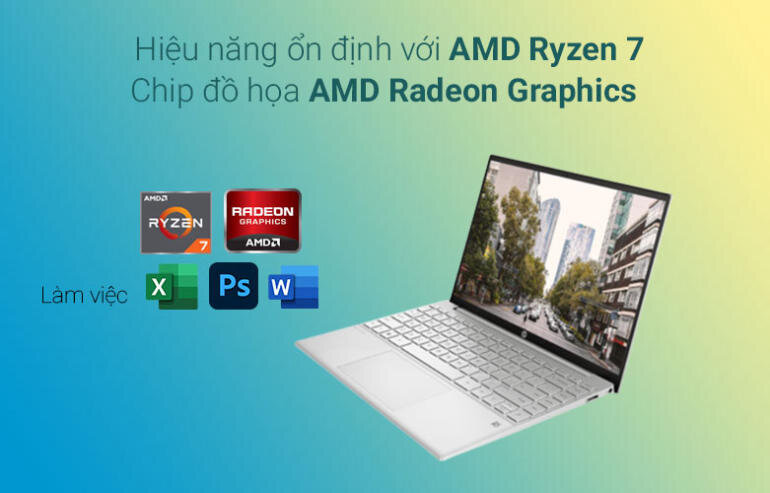 Hiệu năng ổn định với AMD Ryzen 7
Chip đồ họa AMD Radeon Graphics
AMD
RYZEN
7
RADEON
GRAPHICS
AMD
Làm việc
X
Ps
W
hp